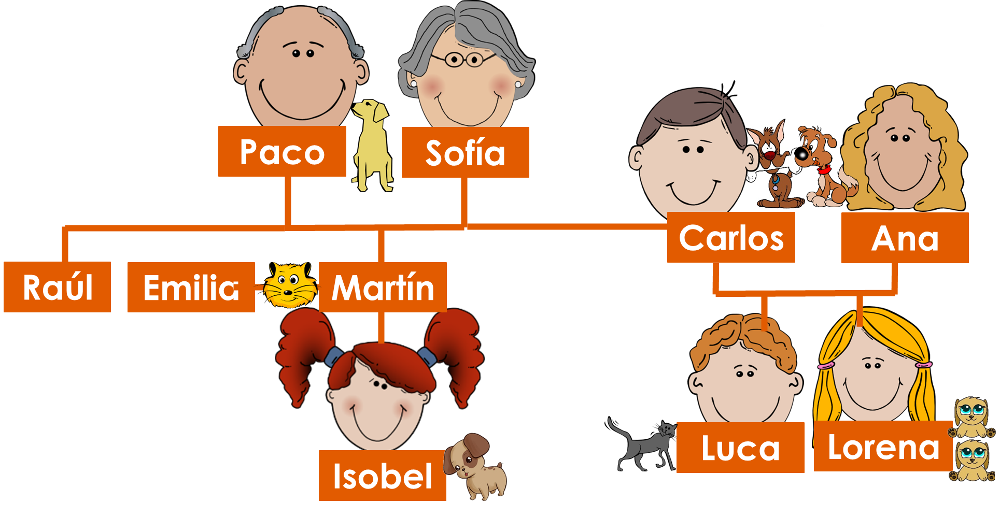 Paco
Sofía
Carlos
Ana
Raúl
Emilia
Martín
Luca
Lorena
Isobel